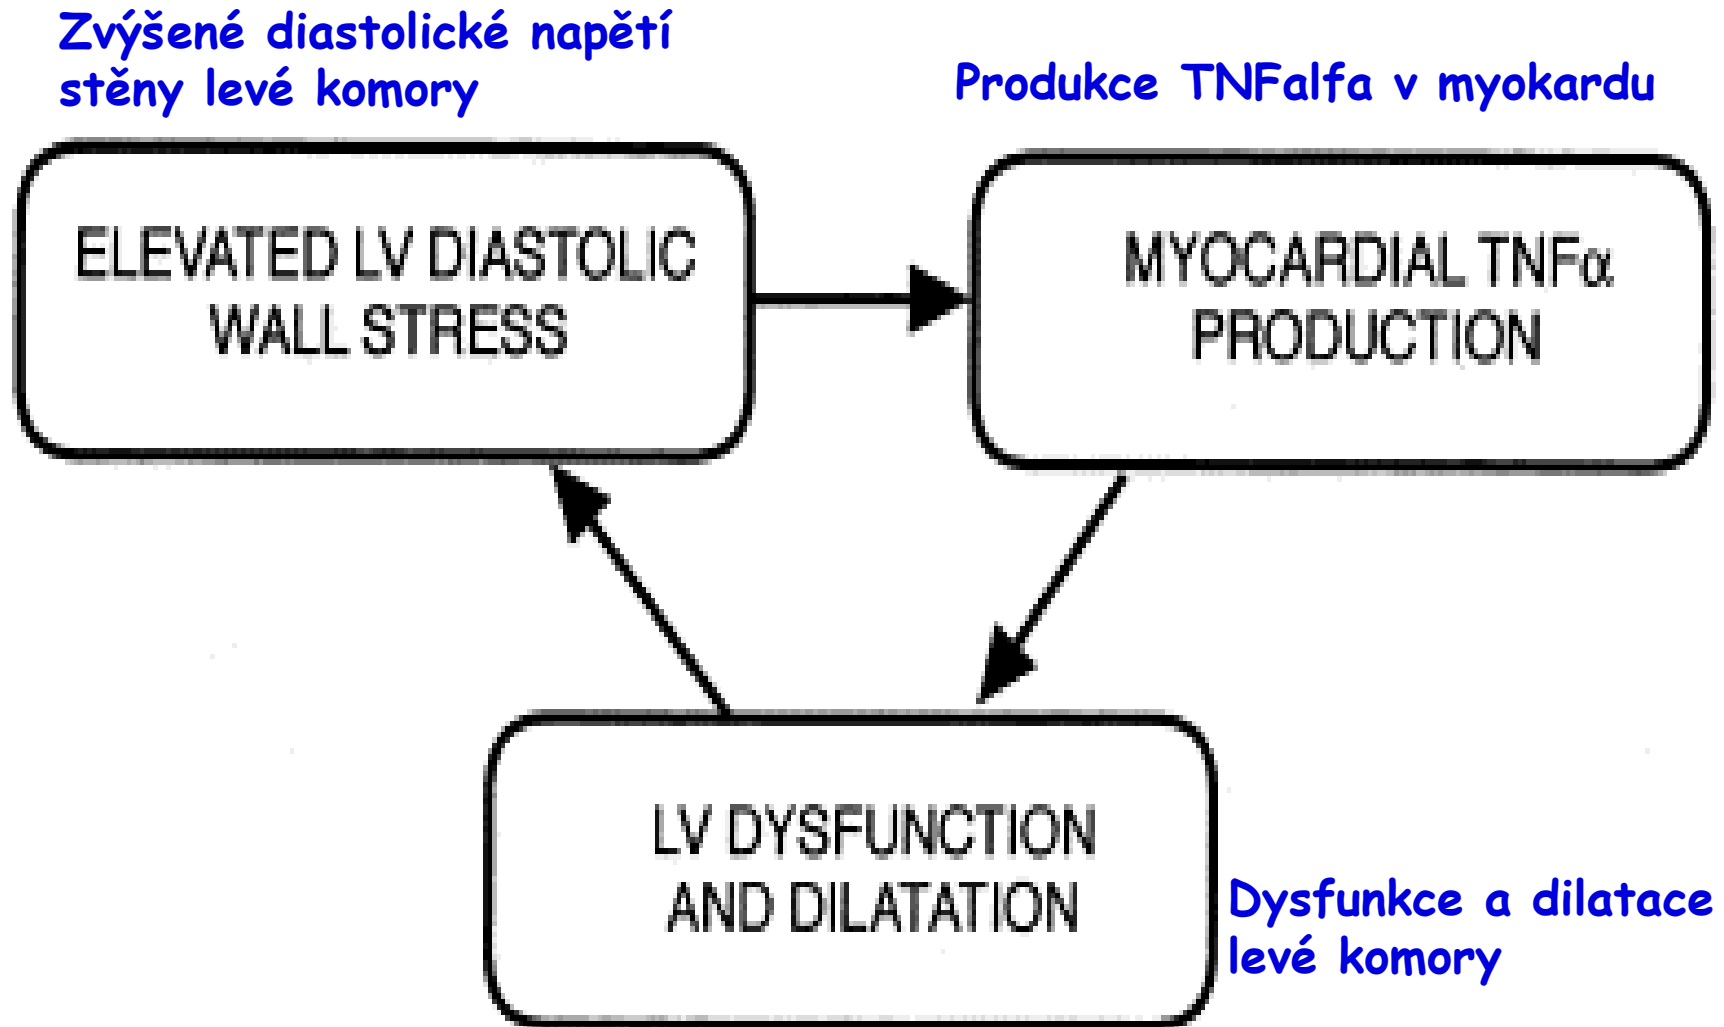 Zvýšené diastolické napětí
stěny levé komory
Produkce TNFalfa v myokardu
ELEVATED LV DIASTOLIC
WALL STRESS
MYOCARDIAL TNFα
PRODUCTION
LV DYSFUNCTION
AND DILATATION
Dysfunkce a dilatace
levé komory